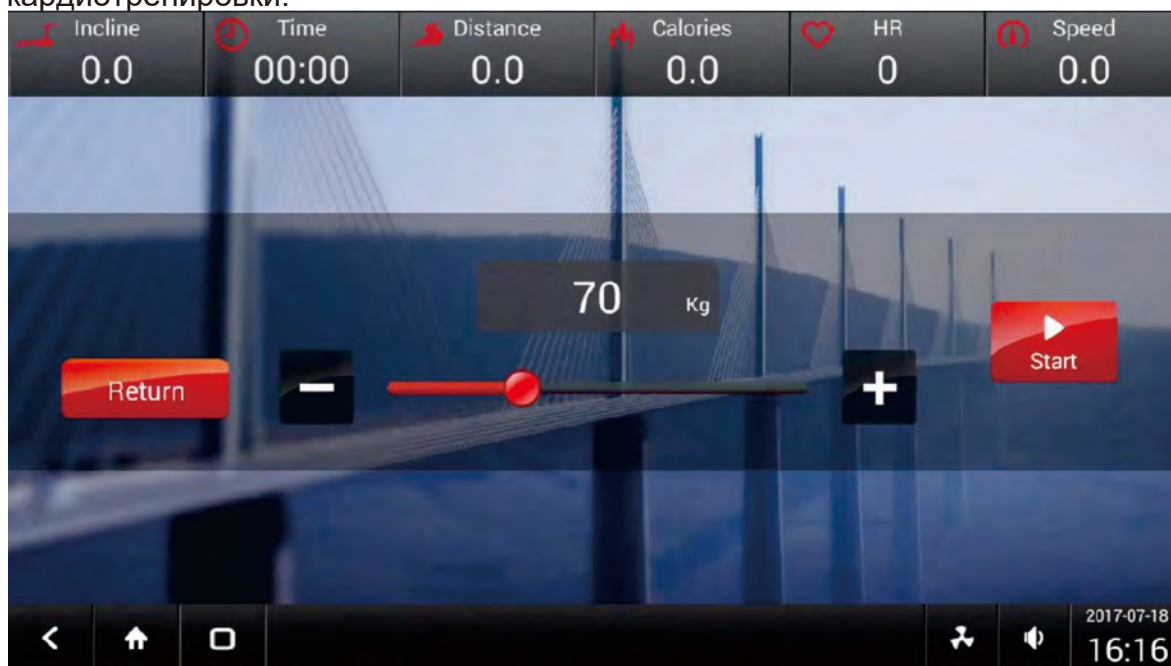 кардиотренировки.
Incline Time Distance Calories HR Speed
0.0 00:00 0.0 0.0 0 0.0
70 Kg
Start
Return
2017-07-18
16:16